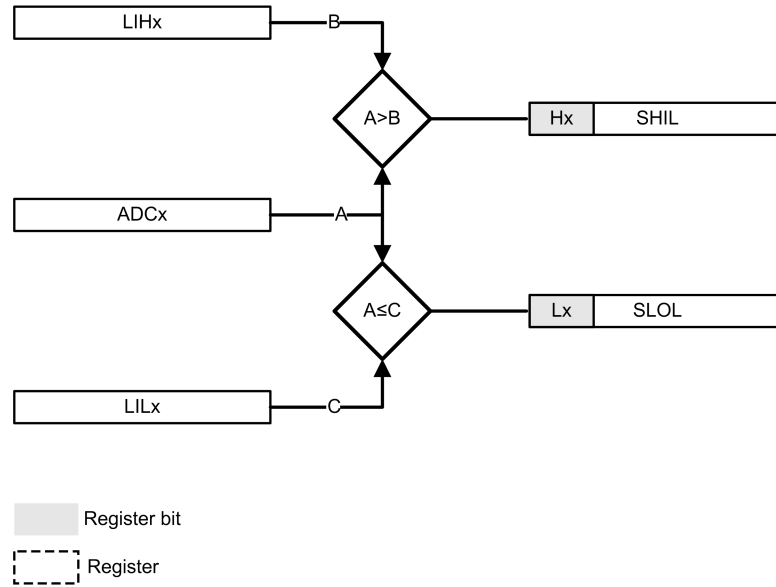 LIHx
B
A>B
Hx
SHIL
ADCx
A
A≤C
Lx
SLOL
LILx
C
Register bit
Register